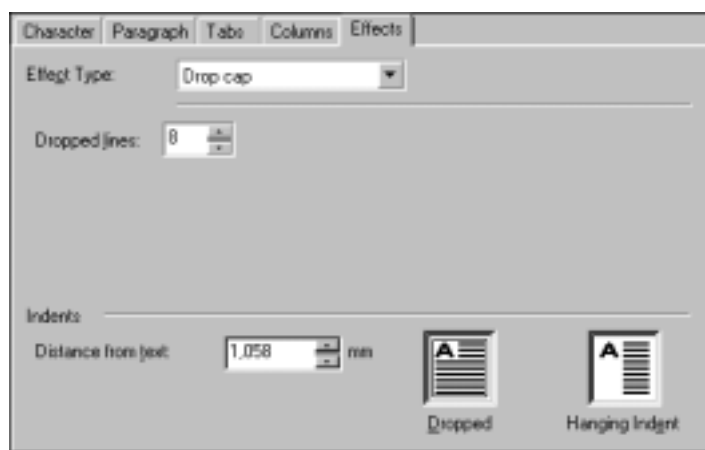 Character Paragraph Tabs Columns Effects
Effect Type: Drop cap
Dropped lines: 8
Indents
Distance from text: 1,058 mm
A A
Dropped Hanging Indent